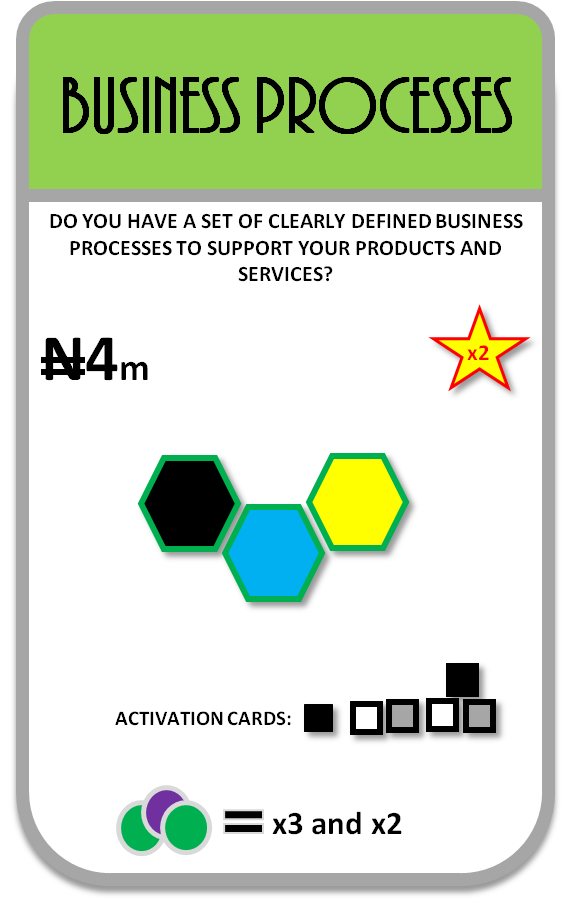 BUSINESS PROCESSES
DO YOU HAVE A SET OF CLEARLY DEFINED BUSINESS
PROCESSES TO SUPPORT YOUR PRODUCTS AND
SERVICES?
₦4m
x2
ACTIVATION CARDS:
= x3 and x2